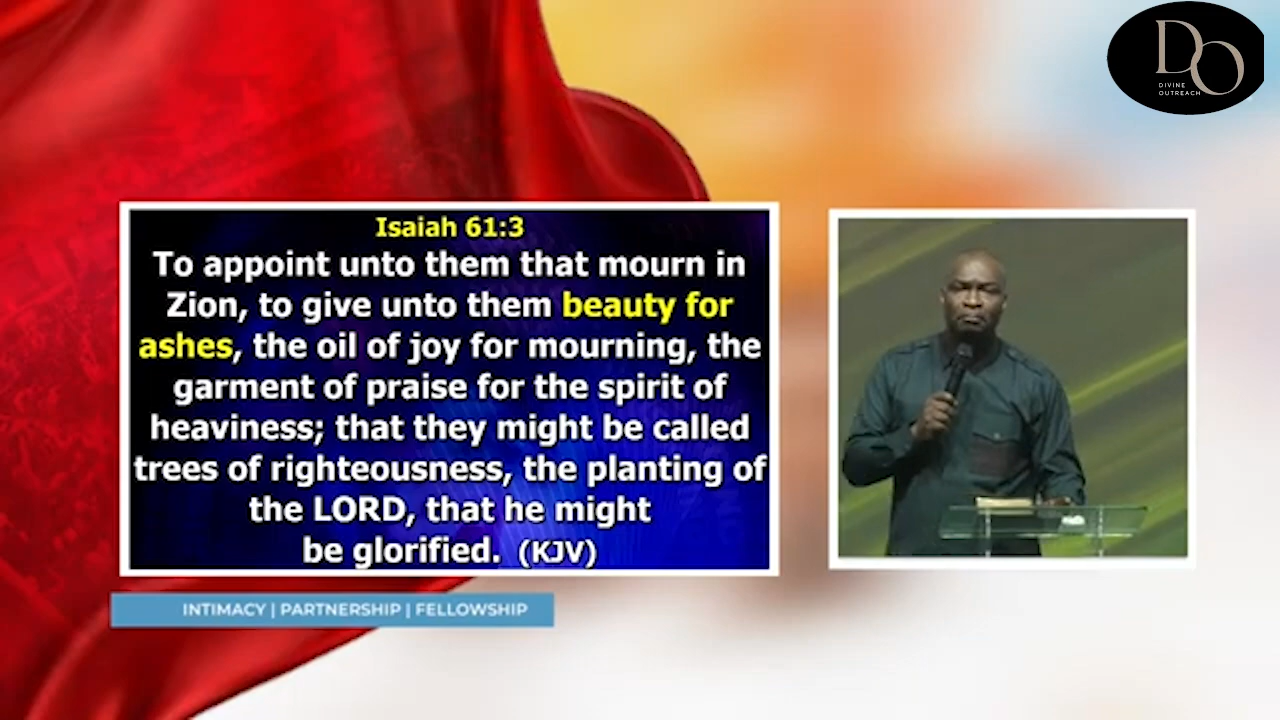 DO
DIVINE
OUTREACH
Isaiah 61:3
To appoint unto them that mourn in
Zion, to give unto them beauty for
ashes, the oil of joy for mourning, the
garment of praise for the spirit of
heaviness; that they might be called
trees of righteousness, the planting of
the LORD, that he might
be glorified. (KJV)
INTIMACY | PARTNERSHIP | FELLOWSHIP